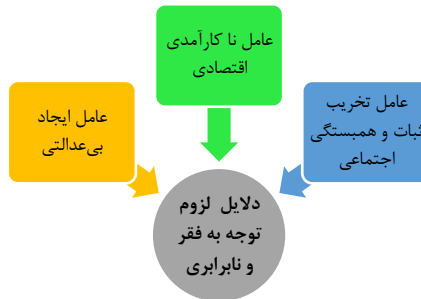 عامل نا کارآمدی
اقتصادی
عامل تخریب
ثبات و همبستگی
اجتماعی
عامل ایجاد
بی‌عدالتی
دلایل لزوم
توجه به فقر
و نابرابری